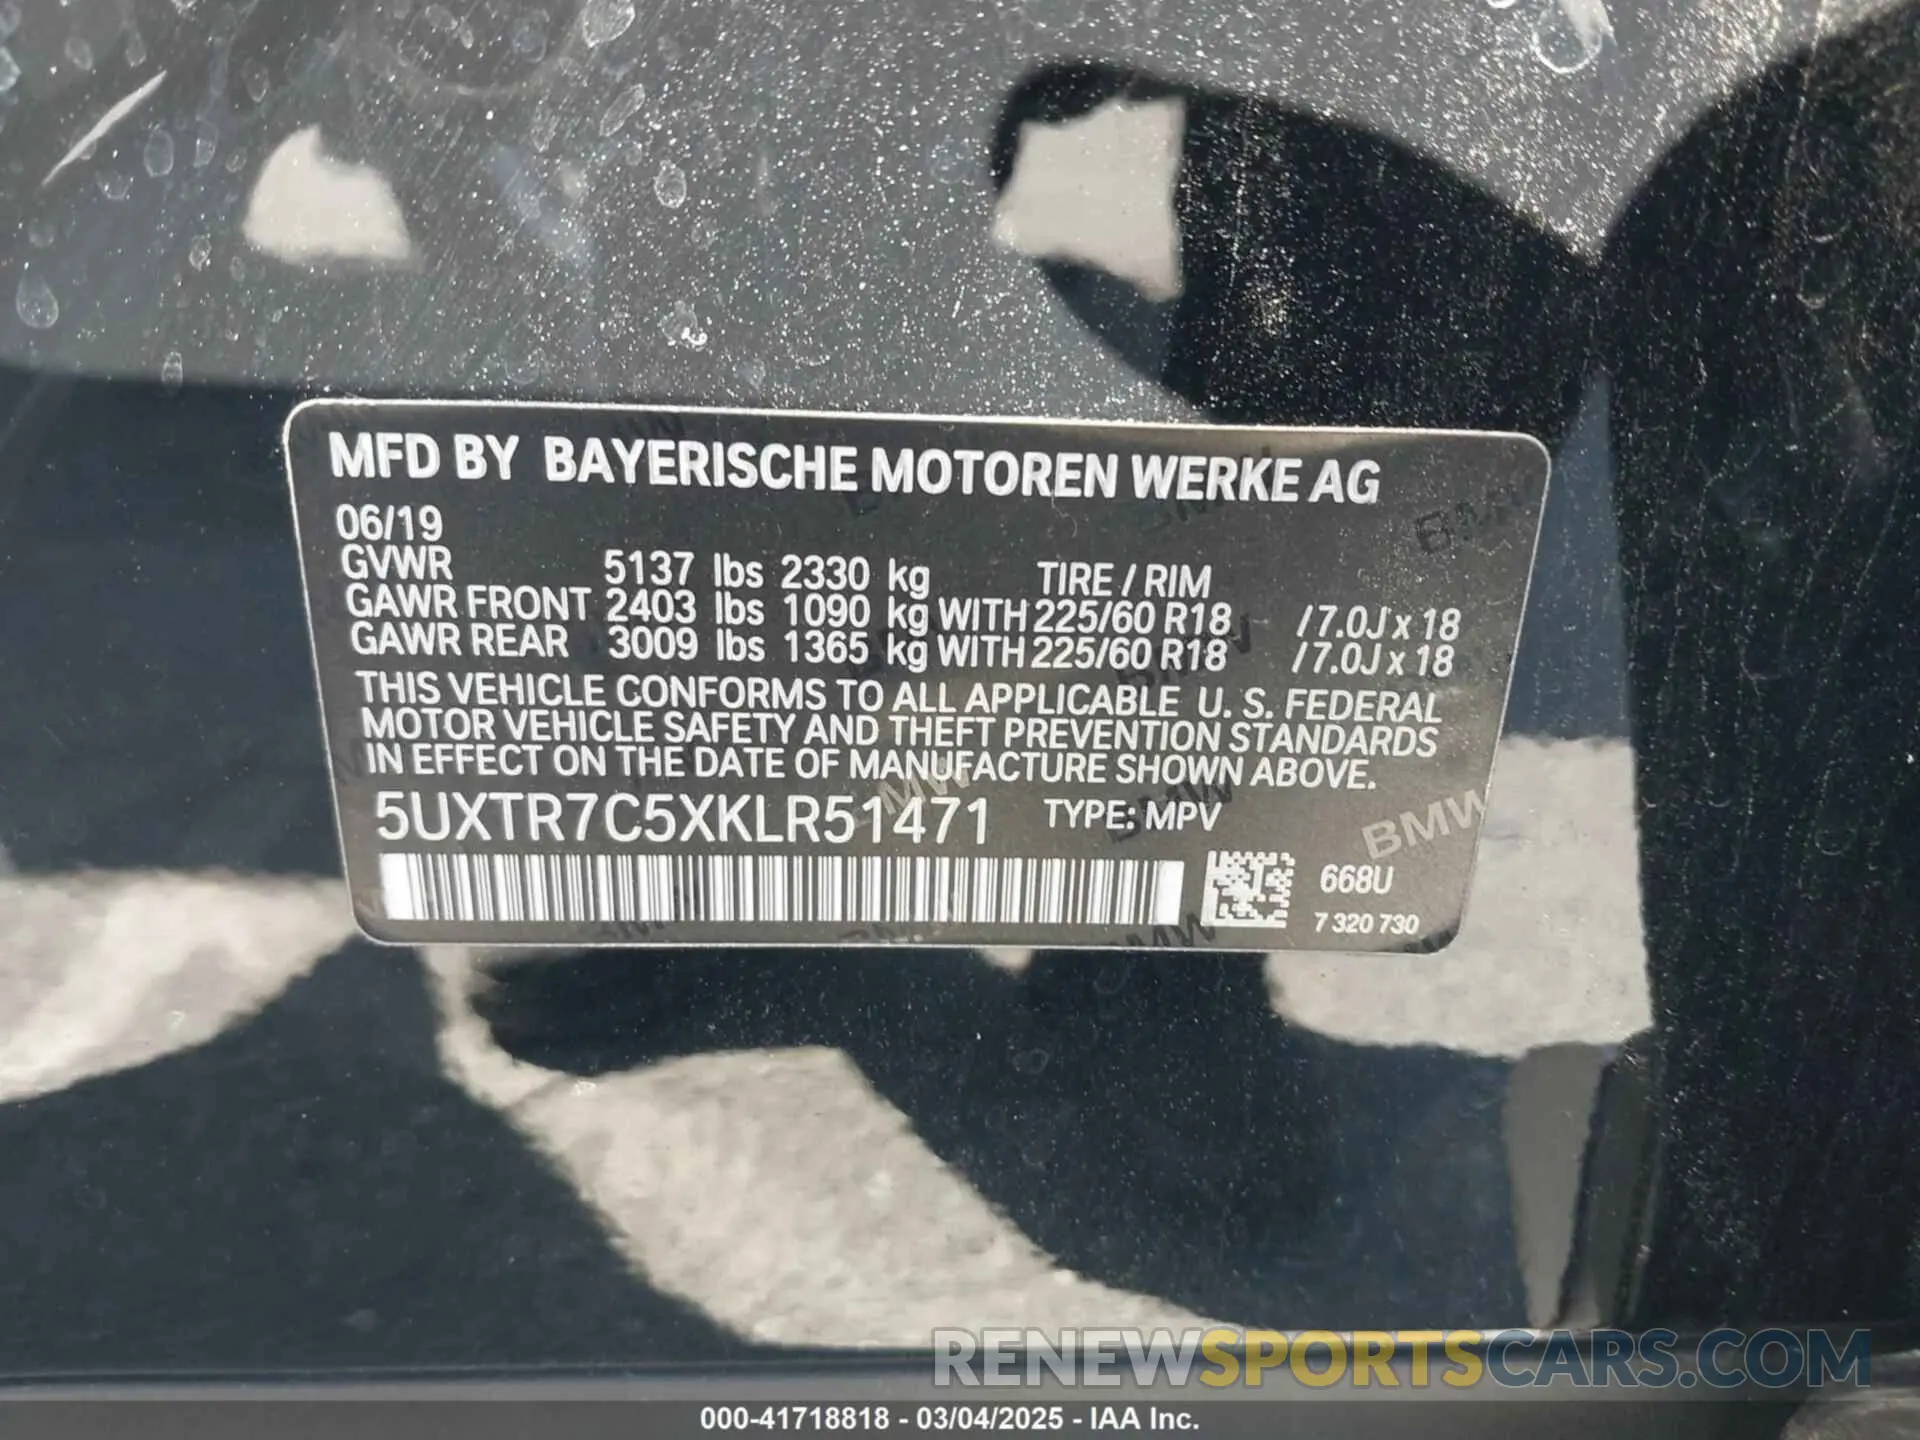 MFD BY BAYERISCHE MOTOREN WERKE AG
06/19
GVWR 5137 lbs 2330 kg TIRE / RIM
GAWR FRONT 2403 lbs 1090 kg WITH 225/60 R18 / 7.0J x 18
GAWR REAR 3009 lbs 1365 kg WITH 225/60 R18 / 7.0J x 18
THIS VEHICLE CONFORMS TO ALL APPLICABLE U. S. FEDERAL
MOTOR VEHICLE SAFETY AND THEFT PREVENTION STANDARDS
IN EFFECT ON THE DATE OF MANUFACTURE SHOWN ABOVE.
5UXTR7C5XKLR51471 TYPE: MPV
BMW
668U
7 320 730
RENEWSPORTSCARS.COM
000-41718818 - 03/04/2025 - IAA Inc.